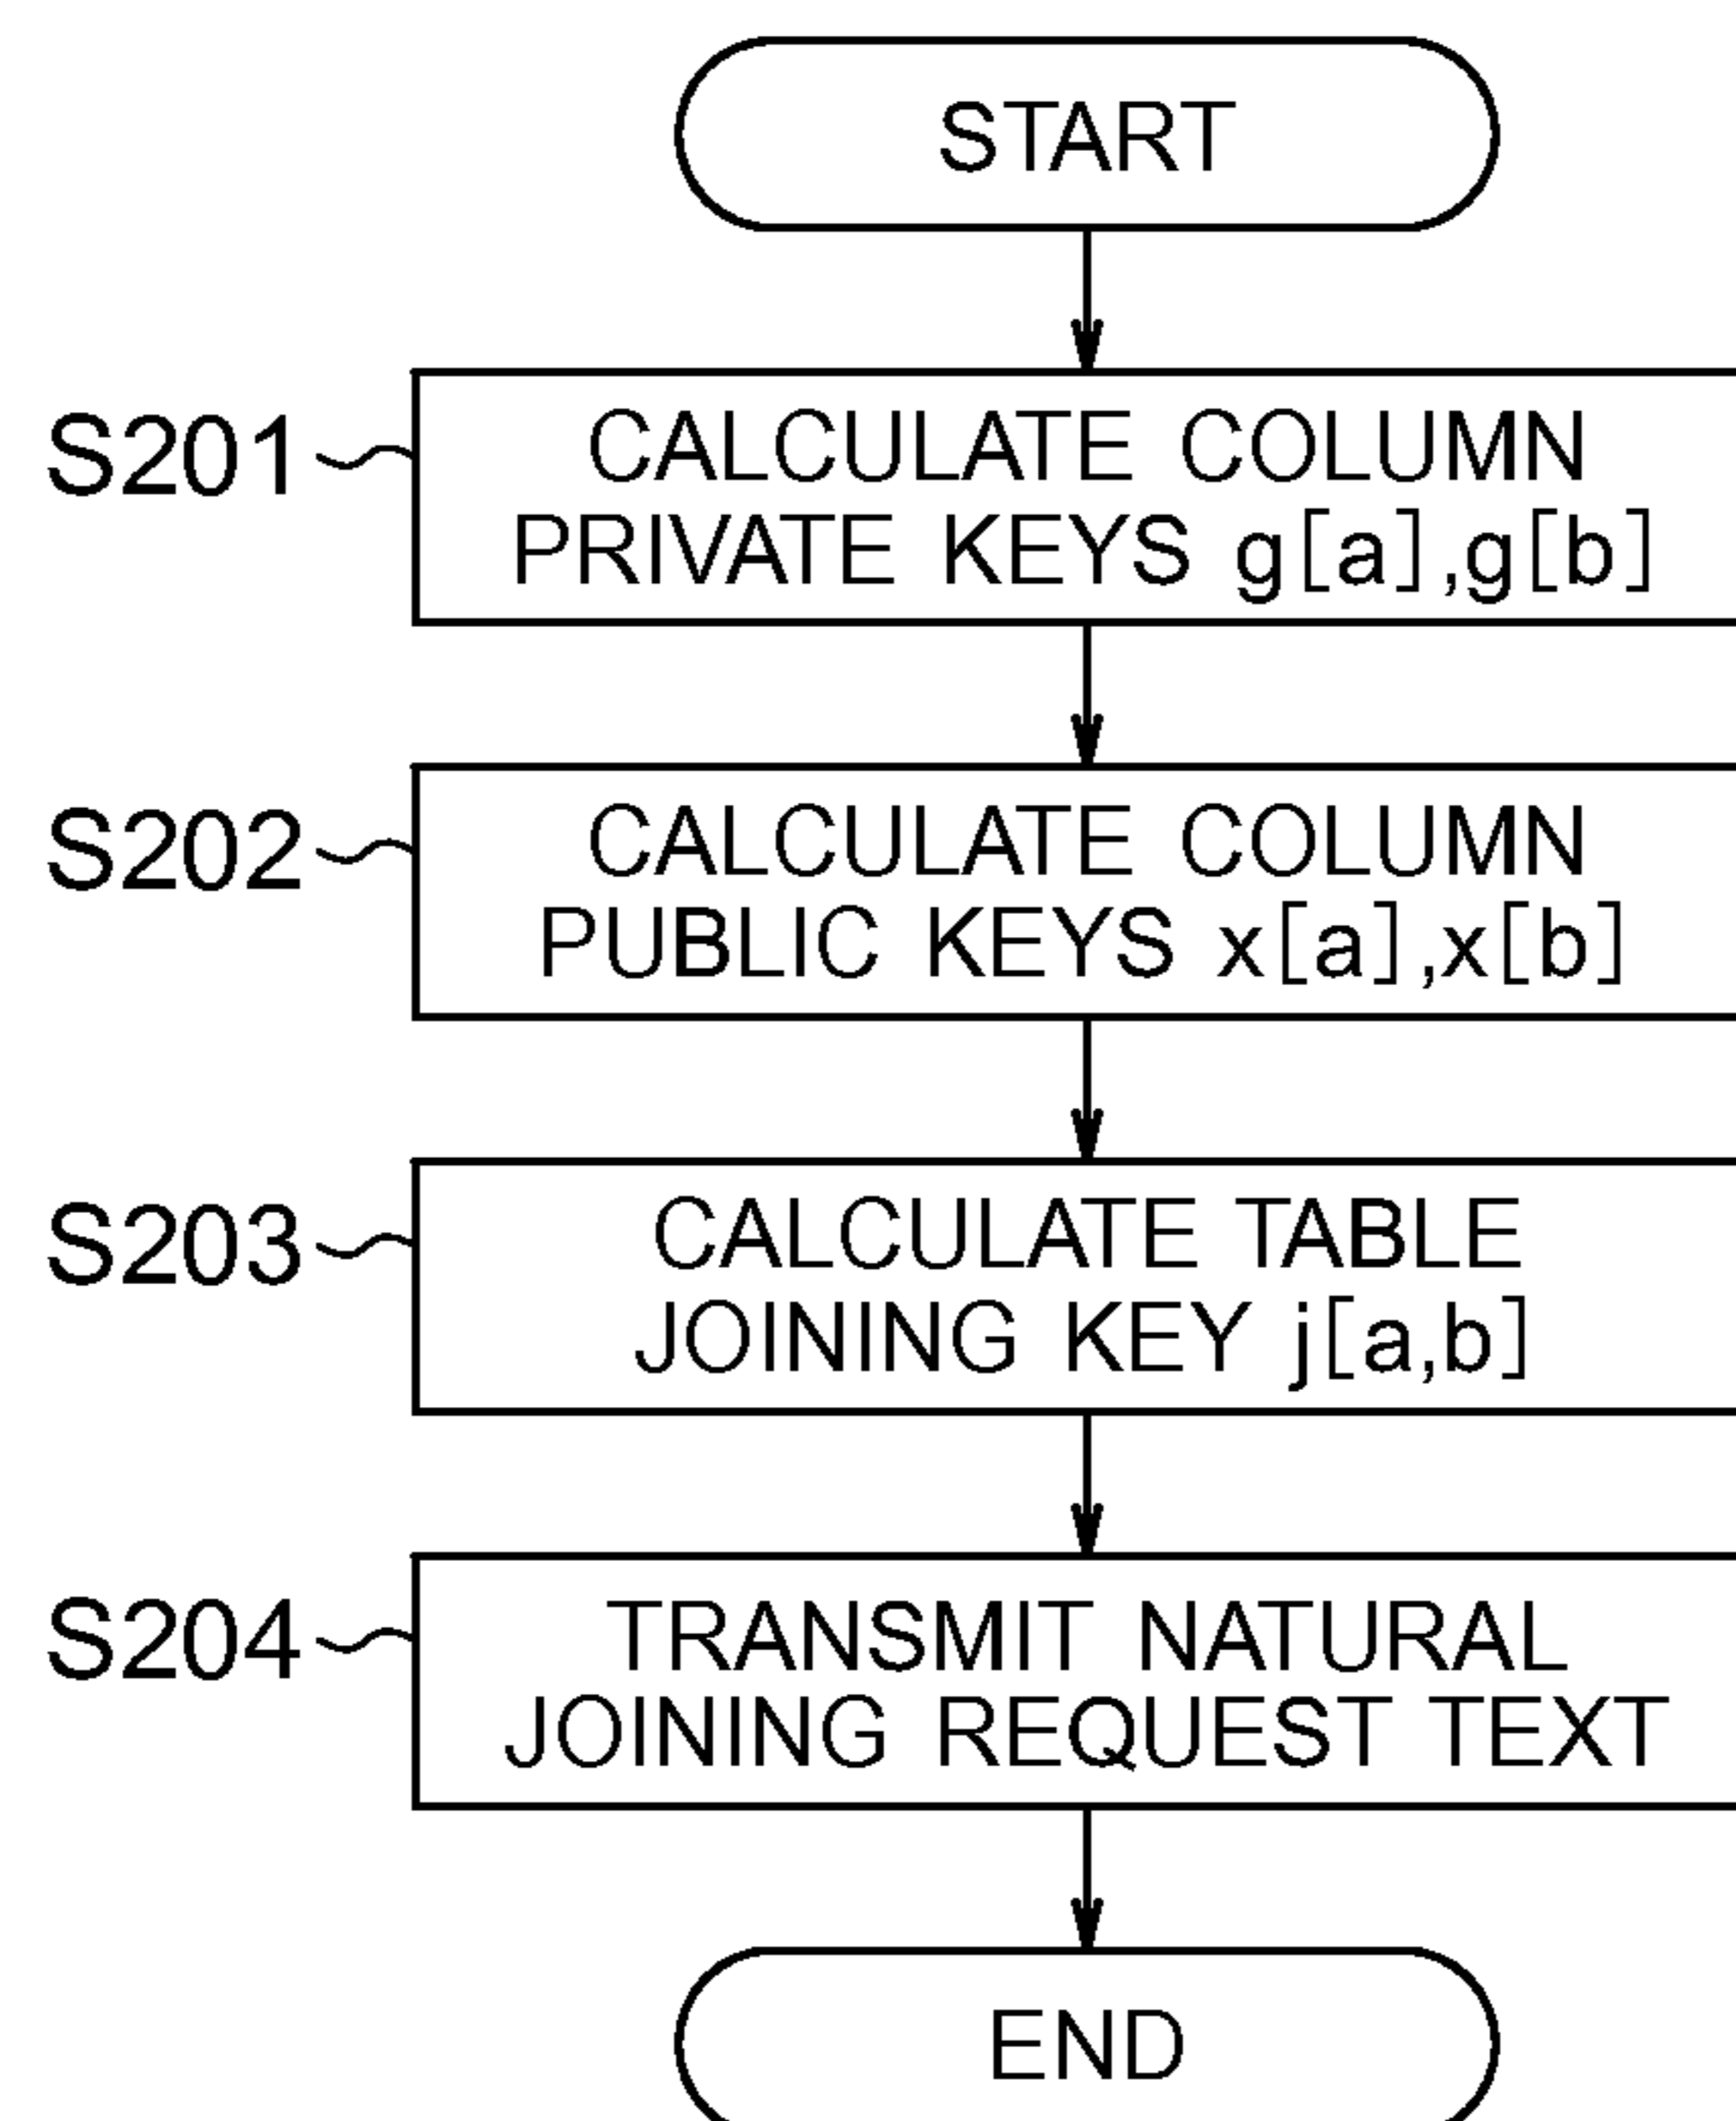 START
S201
CALCULATE COLUMN
PRIVATE KEYS g[a],g[b]
S202
CALCULATE COLUMN
PUBLIC KEYS x[a],x[b]
S203
CALCULATE TABLE
JOINING KEY j[a,b]
S204
TRANSMIT NATURAL
JOINING REQUEST TEXT
END